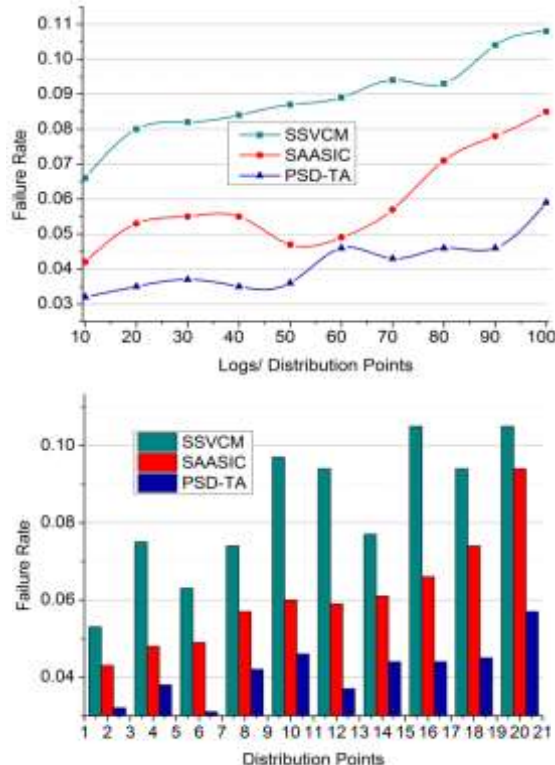 0.11
0.10
0.09
0.08
0.07
0.06
0.05
0.04
0.03
Failure Rate
SSVCM
SAASIC
PSD-TA
10 20 30 40 50 60 70 80 90 100
Logs/ Distribution Points
0.10
0.08
0.06
0.04
Failure Rate
SSVCM
SAASIC
PSD-TA
1 2 3 4 5 6 7 8 9 10 11 12 13 14 15 16 17 18 19 20 21
Distribution Points